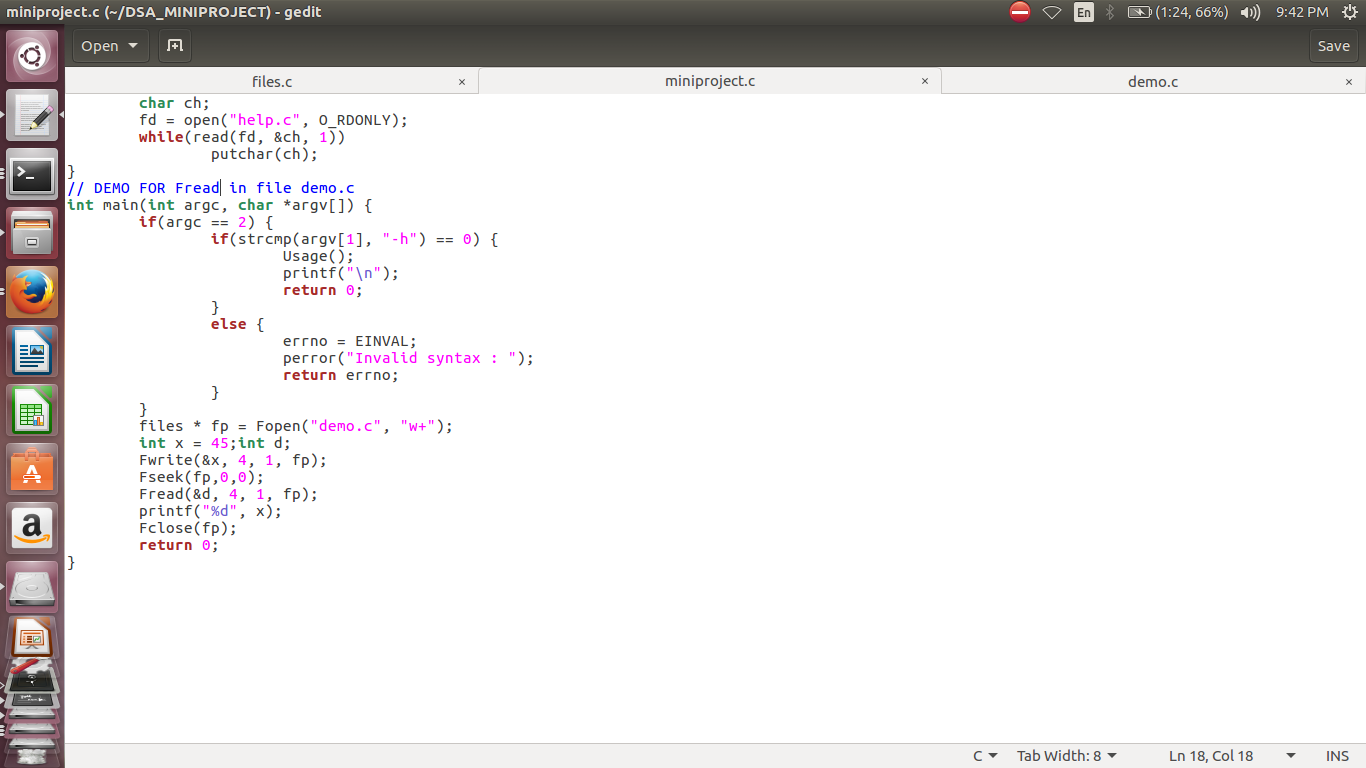 miniproject.c (~/DSA_MINIPROJECT) - gedit
En (1:24, 66%) 9:42 PM
Open Save
files.c × miniproject.c × demo.c ×
char ch;
fd = open("help.c", O_RDONLY);
while(read(fd, &ch, 1))
putchar(ch);
}
// DEMO FOR Fread in file demo.c
int main(int argc, char *argv[]) {
if(argc == 2) {
if(strcmp(argv[1], "-h") == 0) {
Usage();
printf("\n");
return 0;
}
else {
errno = EINVAL;
perror("Invalid syntax : ");
return errno;
}
}
files * fp = Fopen("demo.c", "w+");
int x = 45;int d;
Fwrite(&x, 4, 1, fp);
Fseek(fp,0,0);
Fread(&d, 4, 1, fp);
printf("%d", x);
Fclose(fp);
return 0;
}
C Tab Width: 8 Ln 18, Col 18 INS